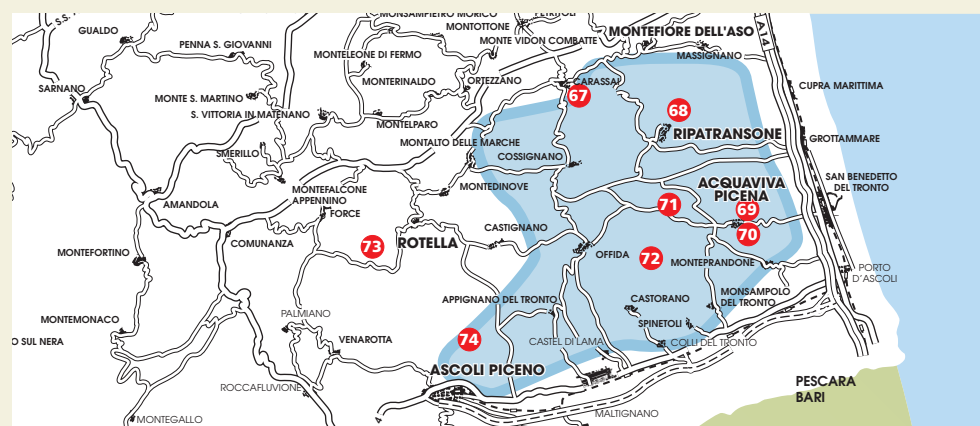 S.S.
GUALDO
PENNA S. GIOVANNI
MONSAMPIETRO MORICO
MONTOTTONE
PETRITOLI
MONTE VIDON COMBATTE
MONTEFIORE DELL'ASO
A14
MASSIGNANO
MONTELEONE DI FERMO
SARNANO
MONTE S. MARTINO
MONTERINALDO
ORTEZZANO
CARASSAI
67
CUPRA MARITTIMA
S. VITTORIA IN MATENANO
MONTELPARO
68
RIPATRANSONE
GROTTAMMARE
SMERILLO
MONTALTO DELLE MARCHE
COSSIGNANO
SAN BENEDETTO
DEL TRONTO
MONTEFALCONE
APPENNINO
MONTEDINOVE
ACQUAVIVA
PICENA
69
AMANDOLA
FORCE
71
70
COMUNANZA
73
ROTELLA
CASTIGNANO
MONTEFORTINO
OFFIDA
72
MONTEPRANDONE
PORTO
D'ASCOLI
APPIGNANO DEL TRONTO
CASTORANO
MONSAMPOLO
DEL TRONTO
MONTEMONACO
PALMIANO
SPINETOLI
O SUL NERA
VENAROTTA
74
CASTEL DI LAMA
COLLI DEL TRONTO
ASCOLI PICENO
ROCCAFLUVIONE
PESCARA
BARI
MONTEGALLO
MALTIGNANO